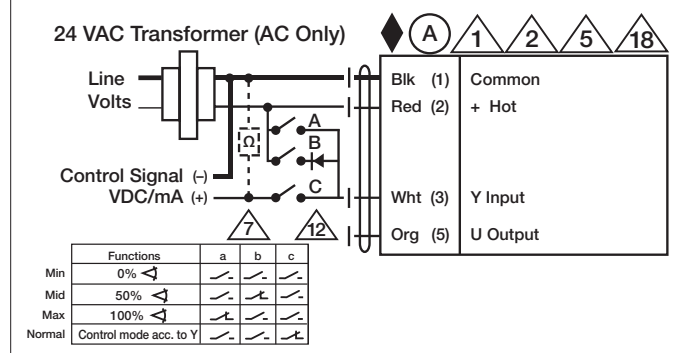 24 VAC Transformer (AC Only)
A 1 2 5 18
Line
Volts
Blk (1) Common
Red (2) + Hot
A
B
Ω
Control Signal (–)
VDC/mA (+)
C
Wht (3) Y Input
7 12
Org (5) U Output
Functions a b c
Min 0%
Mid 50%
Max 100%
Normal Control mode acc. to Y